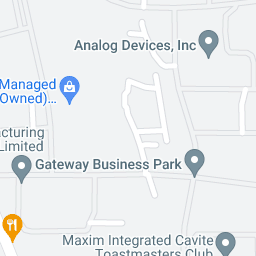 Analog Devices, Inc
Managed
Owned)...
acturing
Limited
Gateway Business Park
Maxim Integrated Cavite
Toastmasters Club